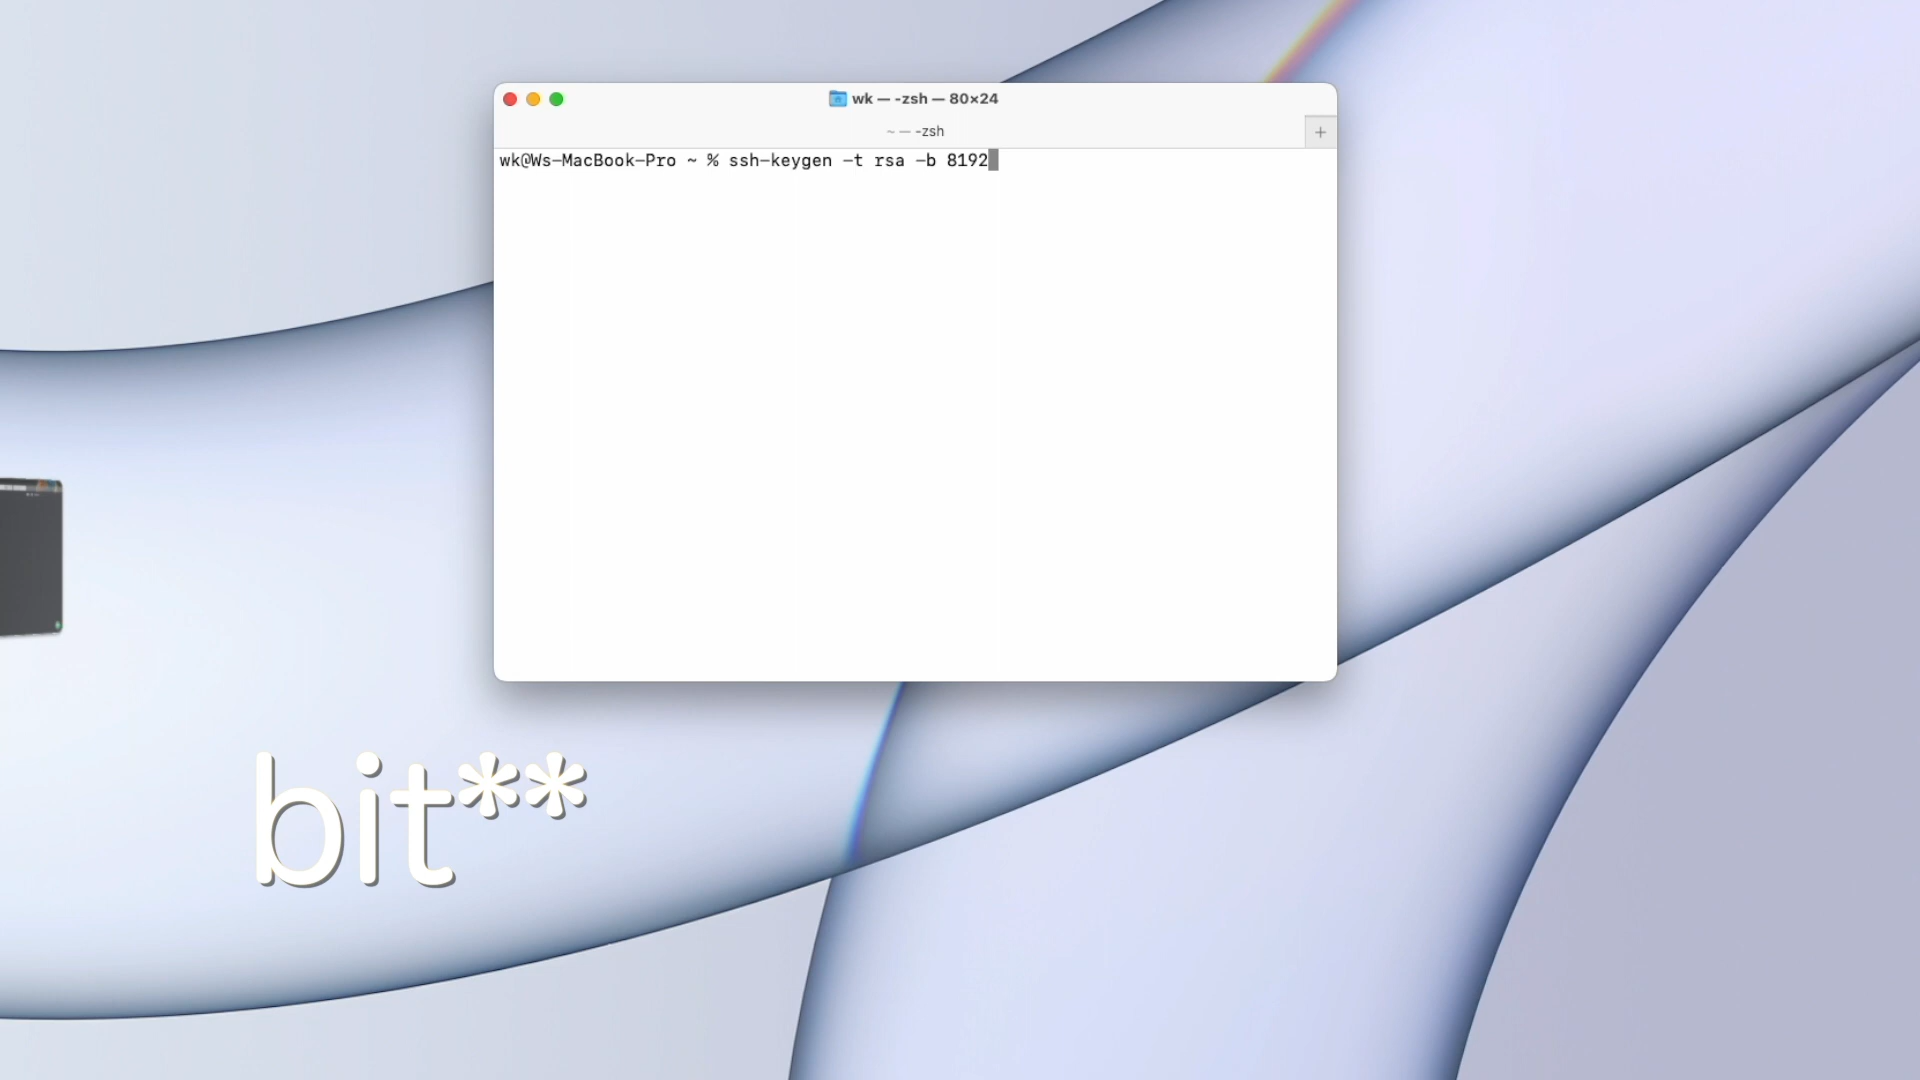 wk — -zsh — 80×24
~ — -zsh
wk@Ws-MacBook-Pro ~ % ssh-keygen -t rsa -b 8192
bit**